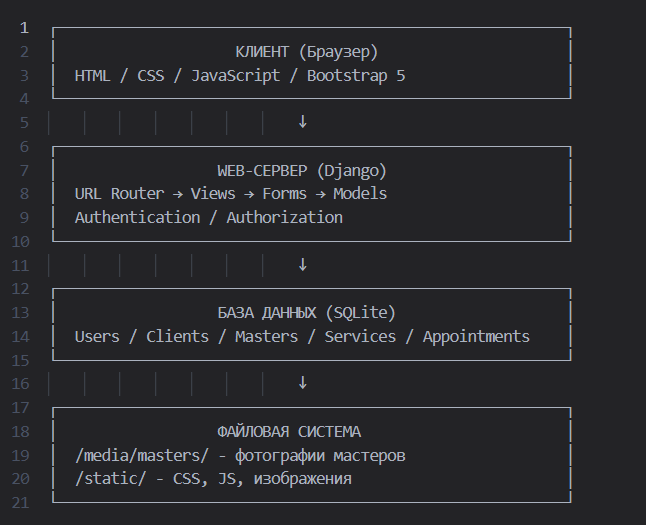 1
2 КЛИЕНТ (Браузер)
3 HTML / CSS / JavaScript / Bootstrap 5
4
5 ↓
6
7 WEB-СЕРВЕР (Django)
8 URL Router → Views → Forms → Models
9 Authentication / Authorization
10
11 ↓
12
13 БАЗА ДАННЫХ (SQLite)
14 Users / Clients / Masters / Services / Appointments
15
16 ↓
17
18 ФАЙЛОВАЯ СИСТЕМА
19 /media/masters/ - фотографии мастеров
20 /static/ - CSS, JS, изображения
21